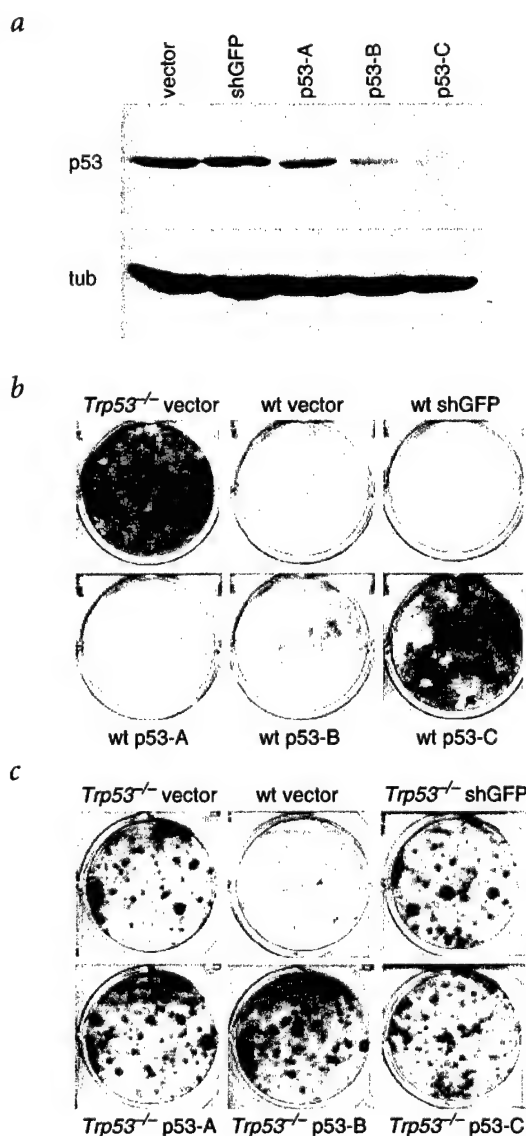 a
vector shGFP p53-A p53-B p53-C
p53
tub
b
Trp53–/– vector wt vector wt shGFP
wt p53-A wt p53-B wt p53-C
c
Trp53–/– vector wt vector Trp53–/– shGFP
Trp53–/– p53-A Trp53–/– p53-B Trp53–/– p53-C